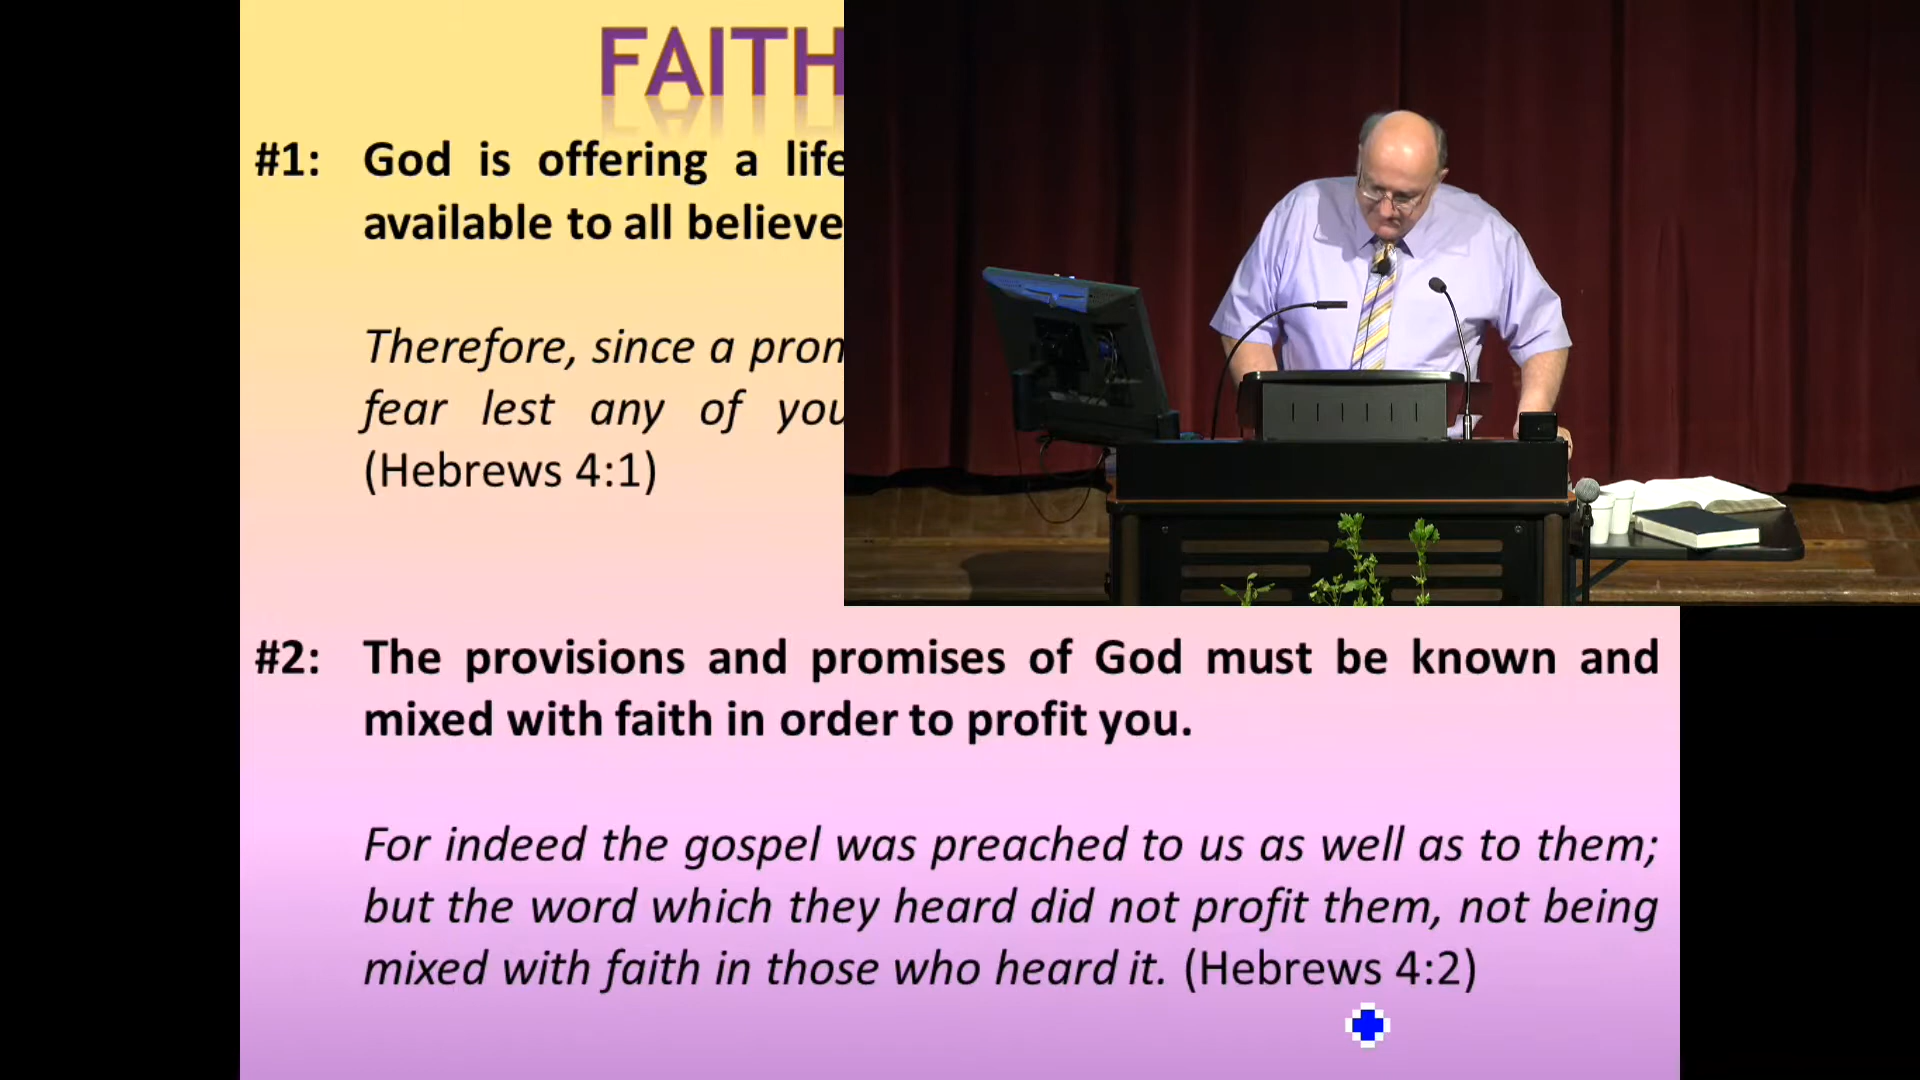 FAITH
#1: God is offering a life
available to all believe
Therefore, since a pro
fear lest any of you
(Hebrews 4:1)
#2: The provisions and promises of God must be known and
mixed with faith in order to profit you.
For indeed the gospel was preached to us as well as to them;
but the word which they heard did not profit them, not being
mixed with faith in those who heard it. (Hebrews 4:2)